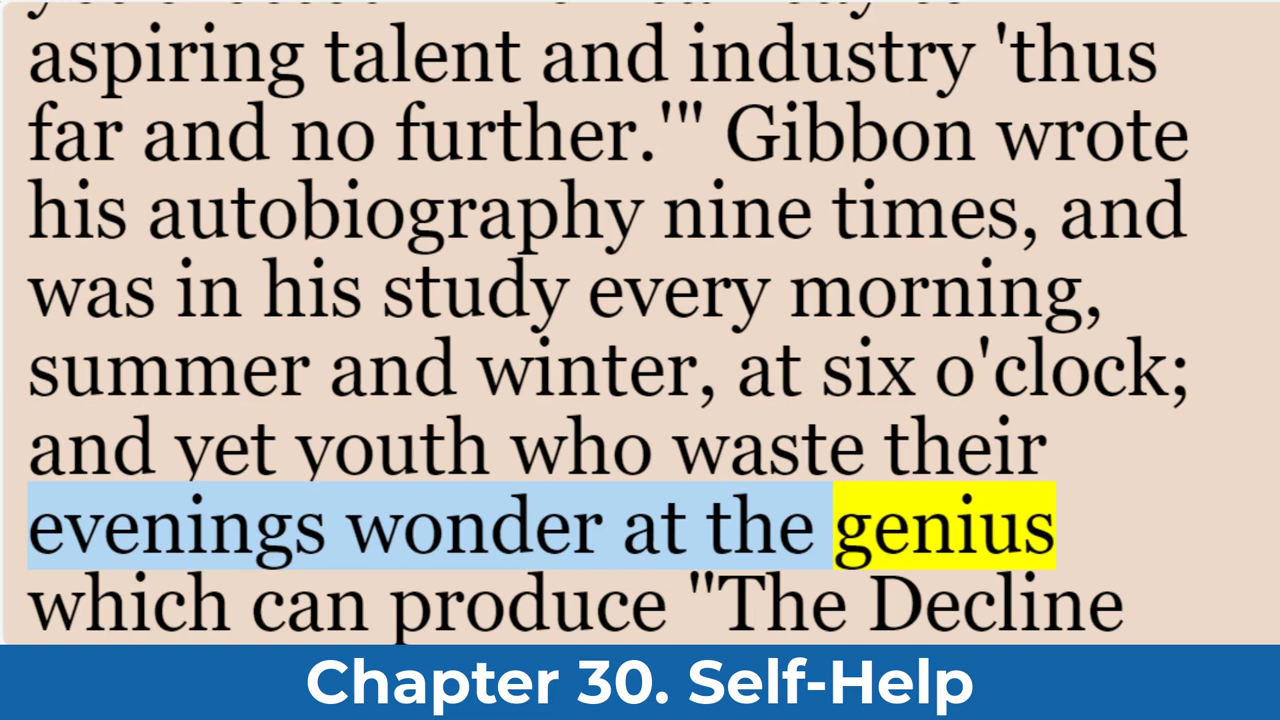 aspiring talent and industry 'thus
far and no further.'" Gibbon wrote
his autobiography nine times, and
was in his study every morning,
summer and winter, at six o'clock;
and yet youth who waste their
evenings wonder at the genius
which can produce "The Decline
Chapter 30. Self-Help